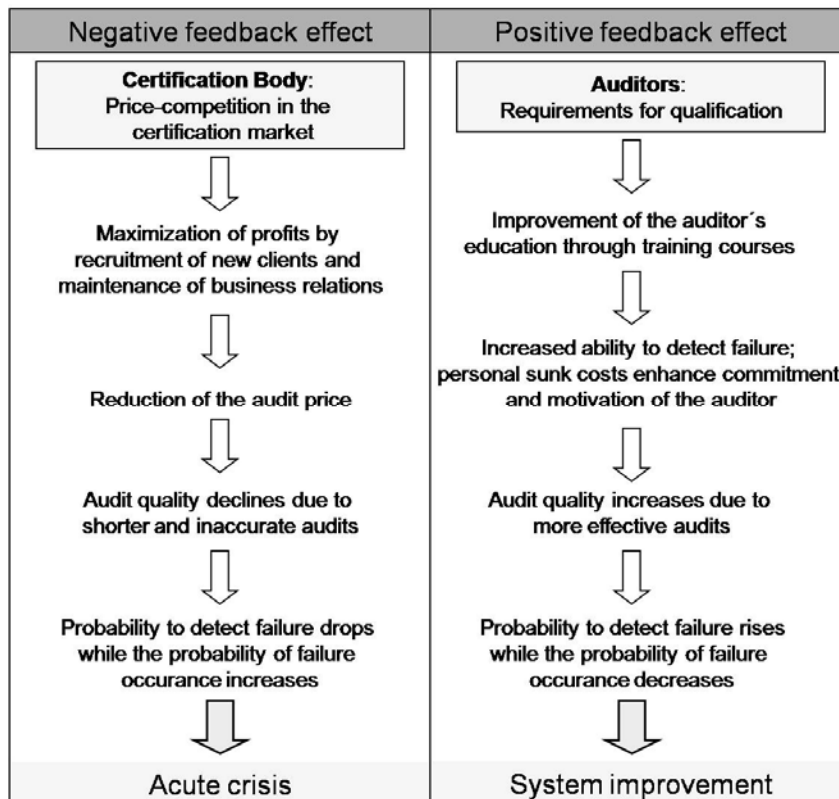 Negative feedback effect
Certification Body:
Price-competition in the
certification market
Maximization of profits by
recruitment of new clients and
maintenance of business relations
Reduction of the audit price
Audit quality declines due to
shorter and inaccurate audits
Probability to detect failure drops
while the probability of failure
occurance increases
Acute crisis
Positive feedback effect
Auditors:
Requirements for qualification
Improvement of the auditor´s
education through training courses
Increased ability to detect failure;
personal sunk costs enhance commitment
and motivation of the auditor
Audit quality increases due to
more effective audits
Probability to detect failure rises
while the probability of failure
occurance decreases
System improvement